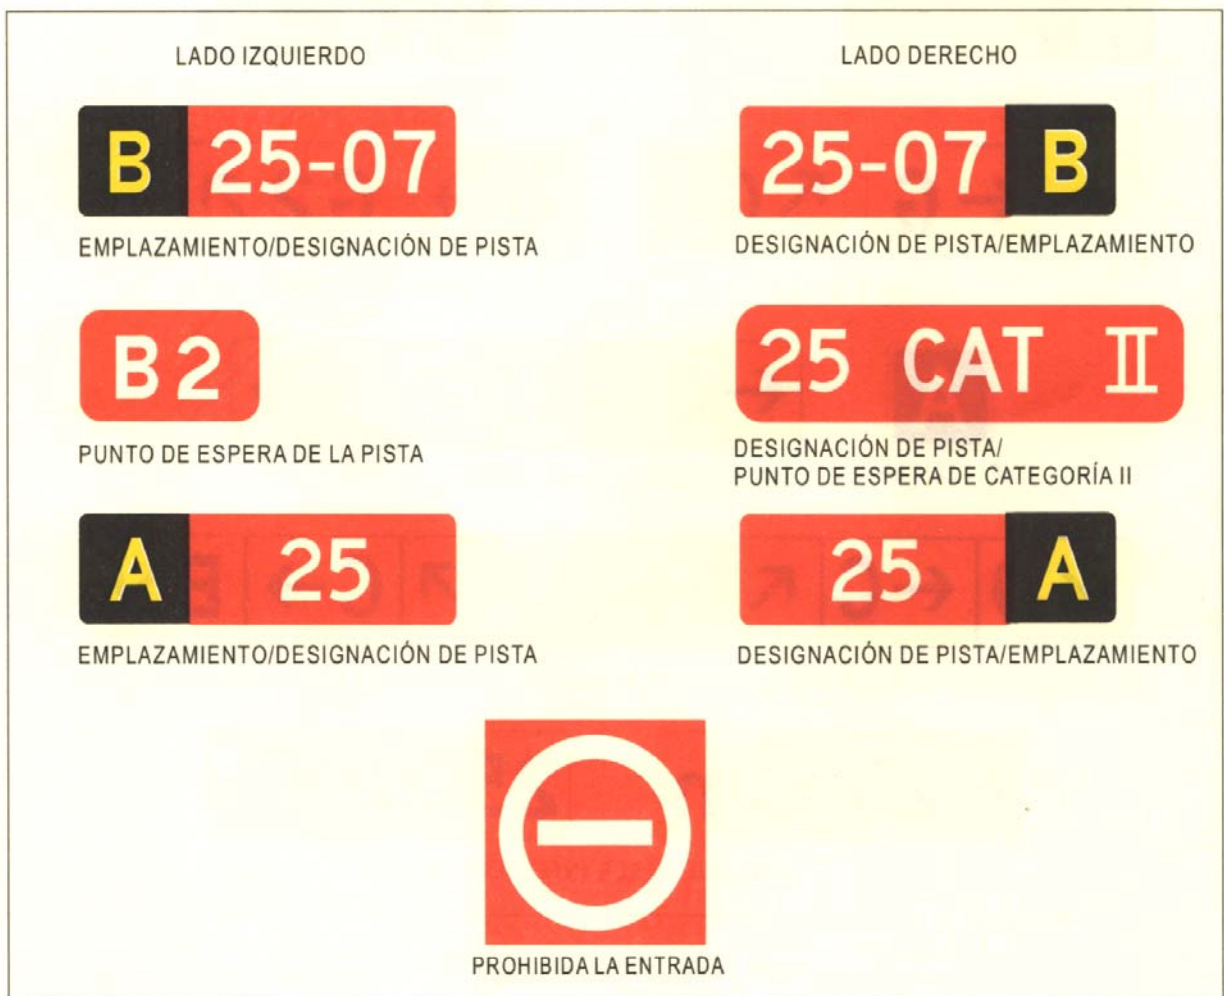 LADO IZQUIERDO
LADO DERECHO
B 25-07
25-07 B
EMPLAZAMIENTO/DESIGNACIÓN DE PISTA
DESIGNACIÓN DE PISTA/EMPLAZAMIENTO
B2
25 CAT II
PUNTO DE ESPERA DE LA PISTA
DESIGNACIÓN DE PISTA/
PUNTO DE ESPERA DE CATEGORÍA II
A 25
25 A
EMPLAZAMIENTO/DESIGNACIÓN DE PISTA
DESIGNACIÓN DE PISTA/EMPLAZAMIENTO
PROHIBIDA LA ENTRADA